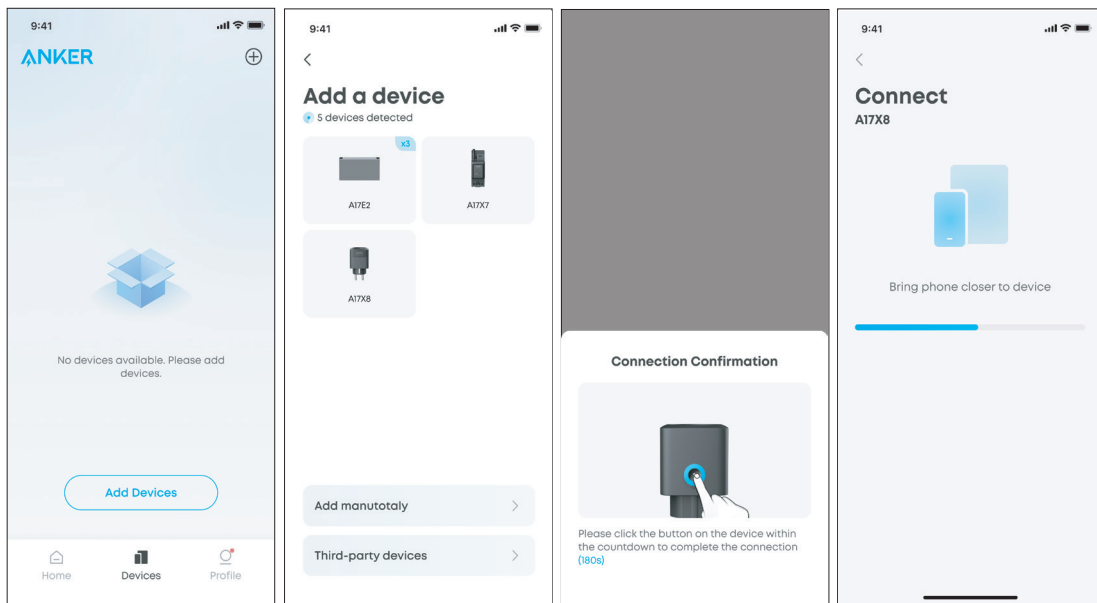 9:41
ANKER
No devices available. Please add
devices.
Add Devices
Home
Devices
Profile
9:41
Add a device
5 devices detected
x3
A17E2
A17X7
A17X8
Add manutotaly
Third-party devices
Connection Confirmation
Please click the button on the device within
the countdown to complete the connection
(180s)
9:41
Connect
A17X8
Bring phone closer to device